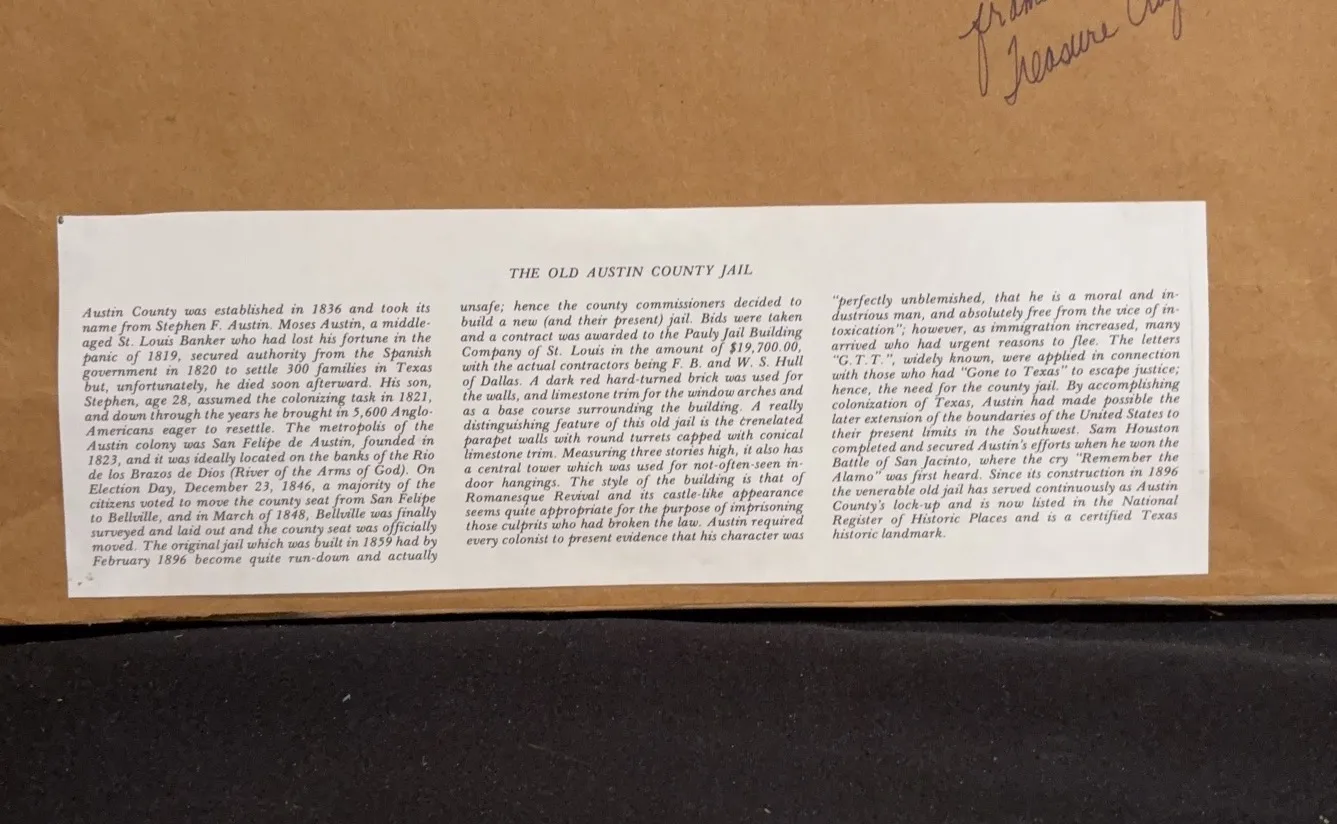 Treasure
THE OLD AUSTIN COUNTY JAIL
Austin County was established in 1836 and took its
name from Stephen F. Austin. Moses Austin, a middle-
aged St. Louis Banker who had lost his fortune in the
panic of 1819, secured authority from the Spanish
government in 1820 to settle 300 families in Texas
but, unfortunately, he died soon afterward. His son,
Stephen, age 28, assumed the colonizing task in 1821,
and down through the years he brought in 5,600 Anglo-
Americans eager to resettle. The metropolis of the
Austin colony was San Felipe de Austin, founded in
1823, and it was ideally located on the banks of the Rio
de los Brazos de Dios (River of the Arms of God). On
Election Day, December 23, 1846, a majority of the
citizens voted to move the county seat from San Felipe
to Bellville, and in March of 1848, Bellville was finally
surveyed and laid out and the county seat was officially
moved. The original jail which was built in 1859 had by
February 1896 become quite run-down and actually
unsafe; hence the county commissioners decided to
build a new (and their present) jail. Bids were taken
and a contract was awarded to the Pauly Jail Building
Company of St. Louis in the amount of $19,700.00,
with the actual contractors being F. B. and W. S. Hull
of Dallas. A dark red hard-turned brick was used for
the walls, and limestone trim for the window arches and
as a base course surrounding the building. A really
distinguishing feature of this old jail is the crenelated
parapet walls with round turrets capped with conical
limestone trim. Measuring three stories high, it also has
a central tower which was used for not-often-seen in-
door hangings. The style of the building is that of
Romanesque Revival and its castle-like appearance
seems quite appropriate for the purpose of imprisoning
those culprits who had broken the law. Austin required
every colonist to present evidence that his character was
"perfectly unblemished, that he is a moral and in-
dustrious man, and absolutely free from the vice of in-
toxication"; however, as immigration increased, many
arrived who had urgent reasons to flee. The letters
"G.T.T.", widely known, were applied in connection
with those who had "Gone to Texas" to escape justice;
hence, the need for the county jail. By accomplishing
colonization of Texas, Austin had made possible the
later extension of the boundaries of the United States to
their present limits in the Southwest. Sam Houston
completed and secured Austin's efforts when he won the
Battle of San Jacinto, where the cry "Remember the
Alamo" was first heard. Since its construction in 1896
the venerable old jail has served continuously as Austin
County's lock-up and is now listed in the National
Register of Historic Places and is a certified Texas
historic landmark.